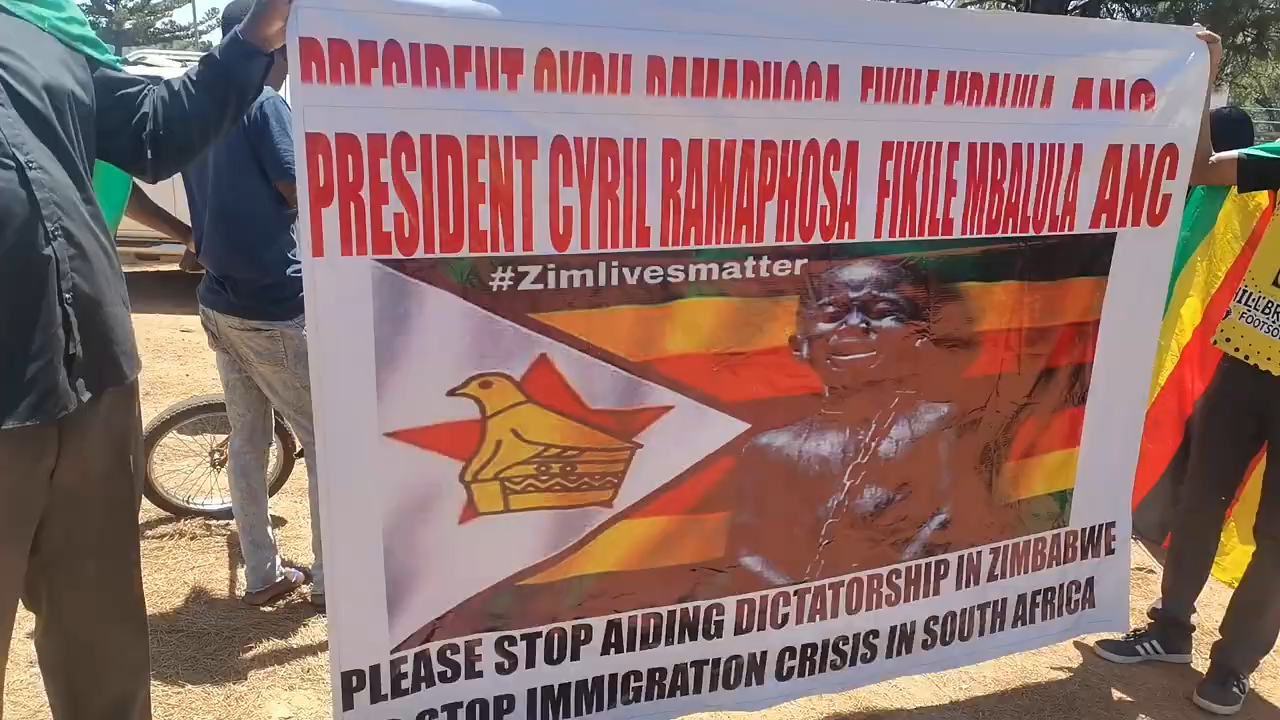 PRESIDENT CYRIL RAMAPHOSA FIKILE MBALULA ANC
PRESIDENT CYRIL RAMAPHOSA FIKILE MBALULA ANC
#Zimlivesmatter
PLEASE STOP AIDING DICTATORSHIP IN ZIMBABWE
STOP IMMIGRATION CRISIS IN SOUTH AFRICA